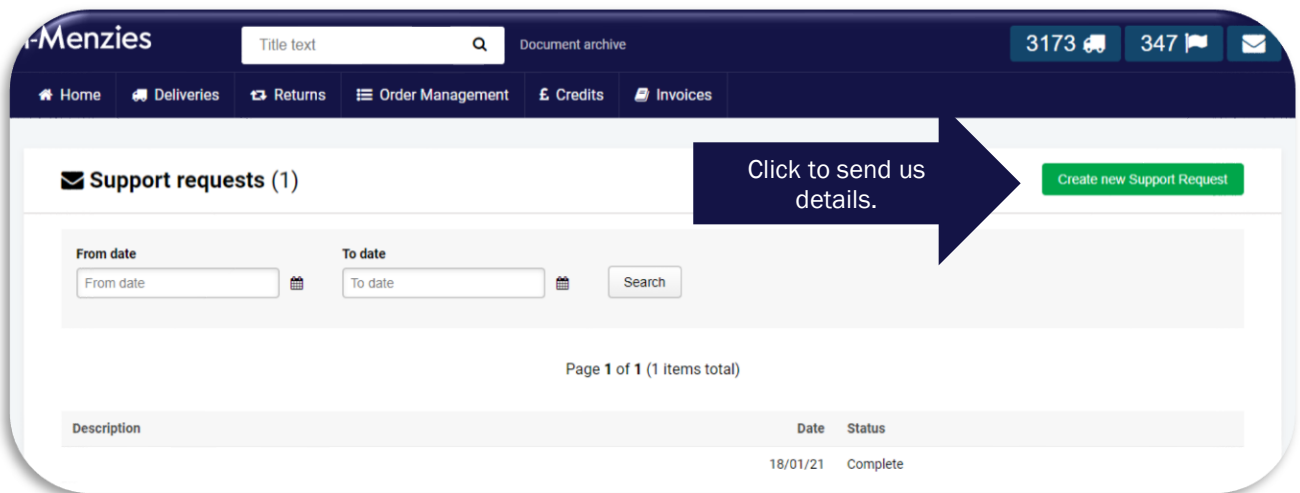 i-Menzies
Title text
Document archive
3173
347
Home
Deliveries
Returns
Order Management
£ Credits
Invoices
Support requests (1)
Click to send us
details.
Create new Support Request
From date
To date
From date
To date
Search
Page 1 of 1 (1 items total)
Description
Date
Status
18/01/21
Complete